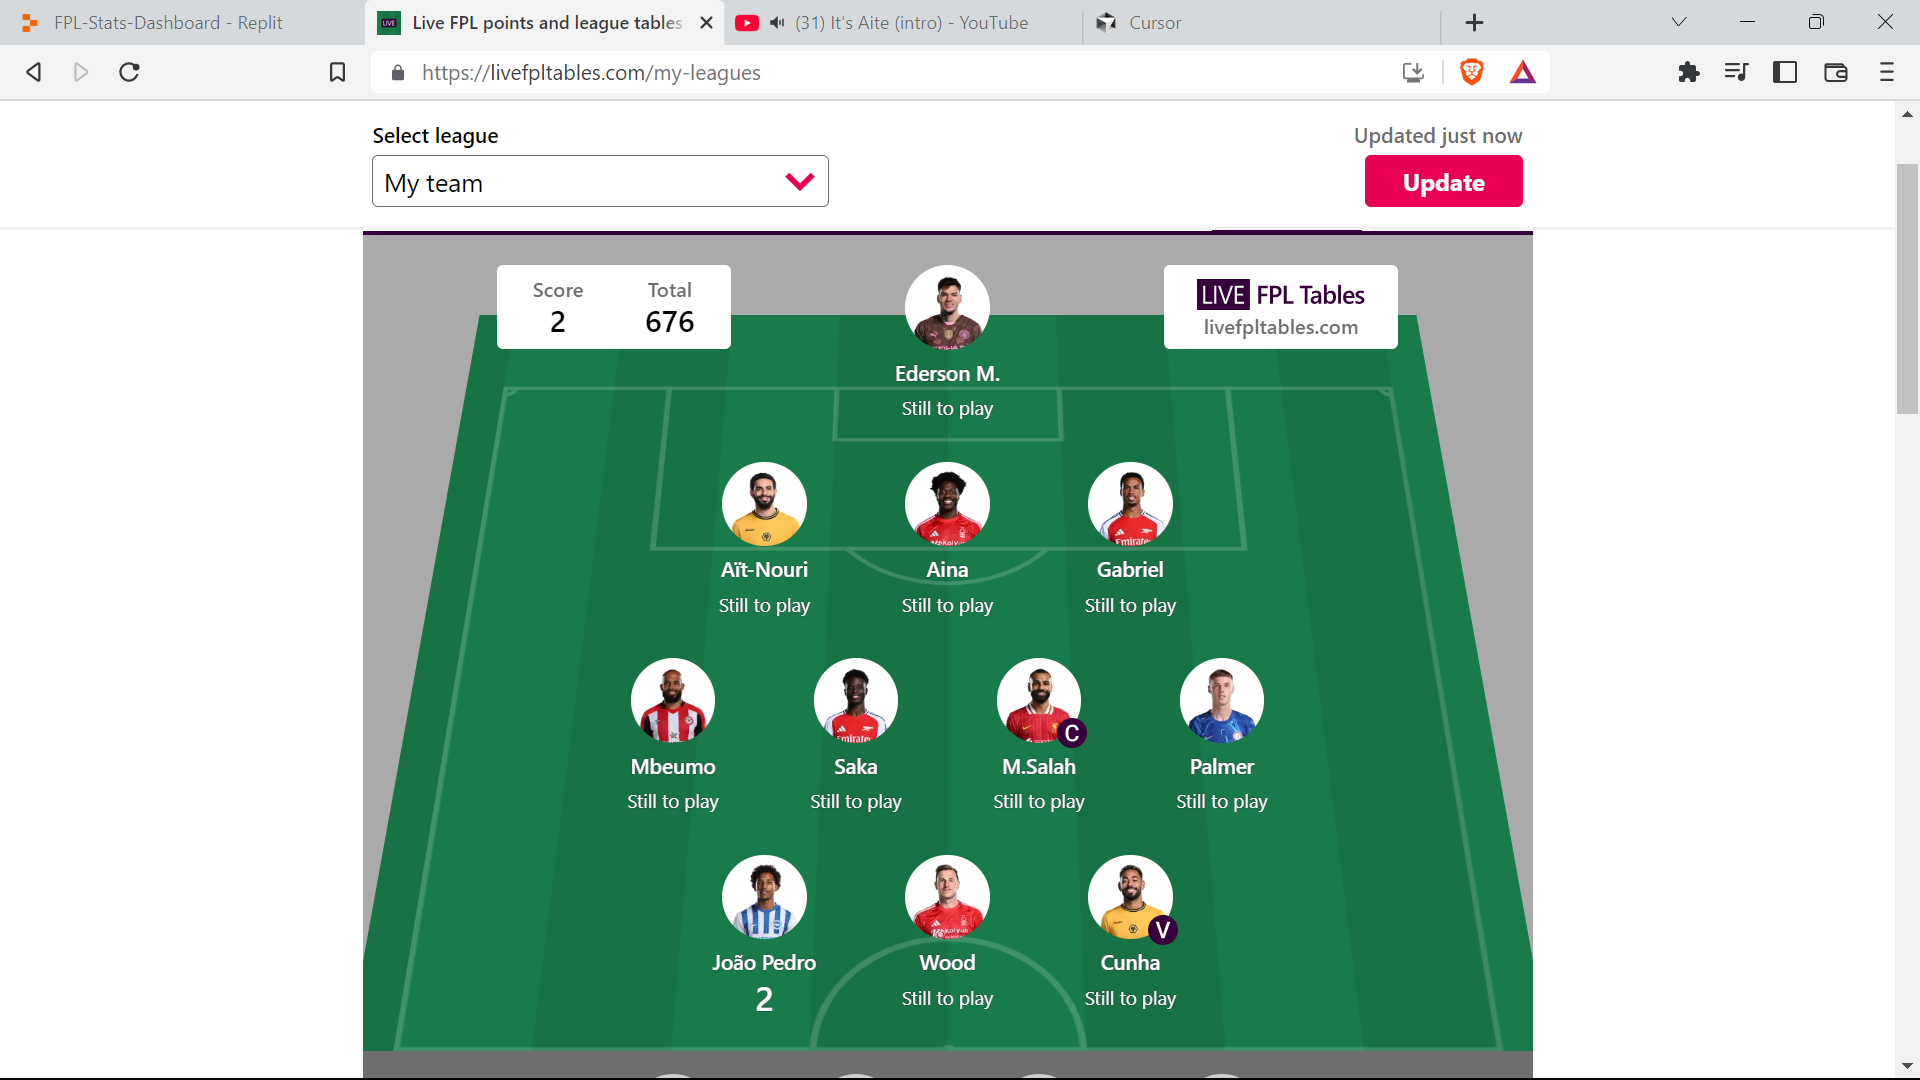 FPL-Stats-Dashboard - Replit
Live FPL points and league tables
(31) It's Aite (intro) - YouTube
Cursor
https://livefpltables.com/my-leagues
Select league
Updated just now
My team
Update
Score
Total
2
676
LIVE FPL Tables
livefpltables.com
Ederson M.
Still to play
Aït-Nouri
Aina
Gabriel
Still to play
Still to play
Still to play
C
Mbeumo
Saka
M.Salah
Palmer
Still to play
Still to play
Still to play
Still to play
V
João Pedro
Wood
Cunha
2
Still to play
Still to play